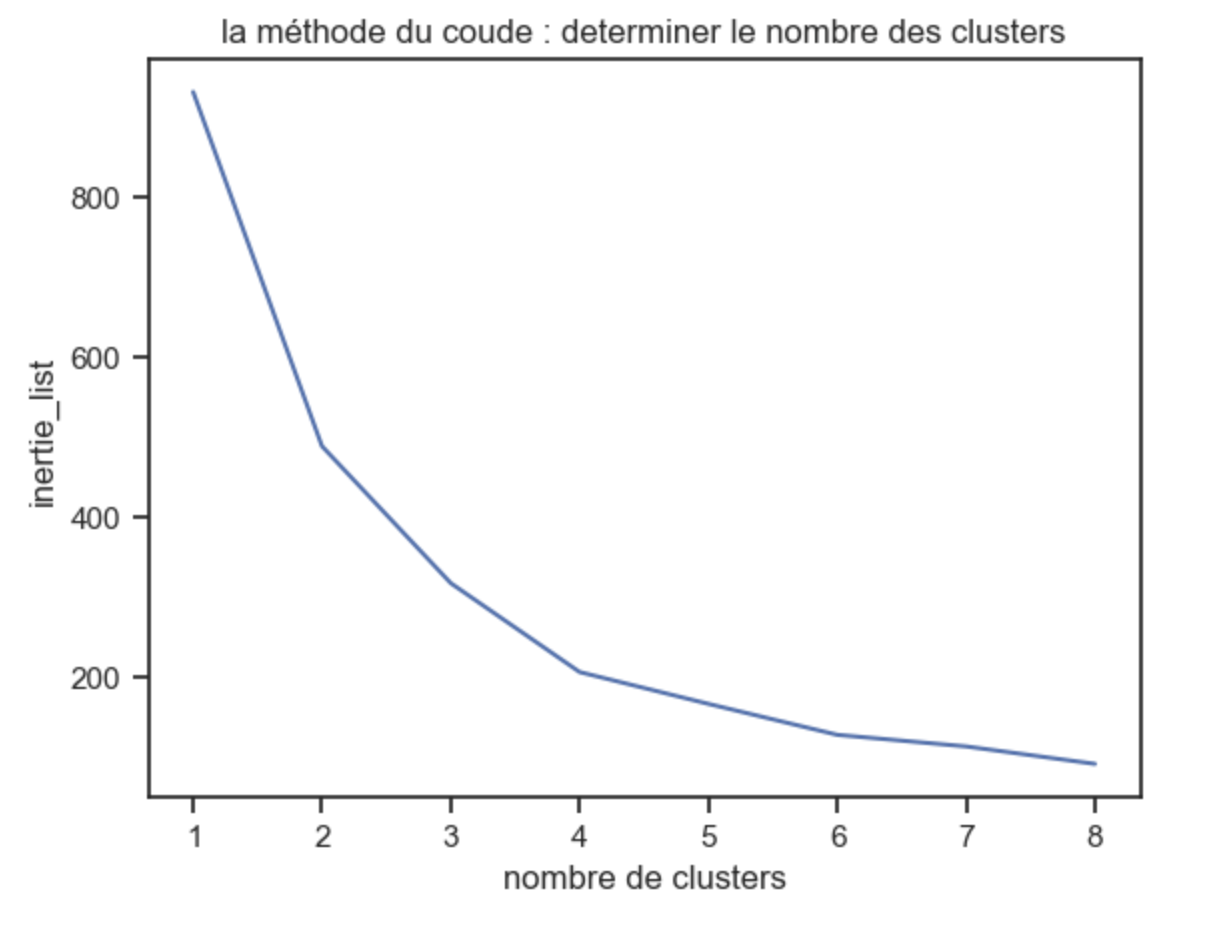 la méthode du coude : determiner le nombre des clusters
800
600
400
200
inertie_list
1 2 3 4 5 6 7 8
nombre de clusters